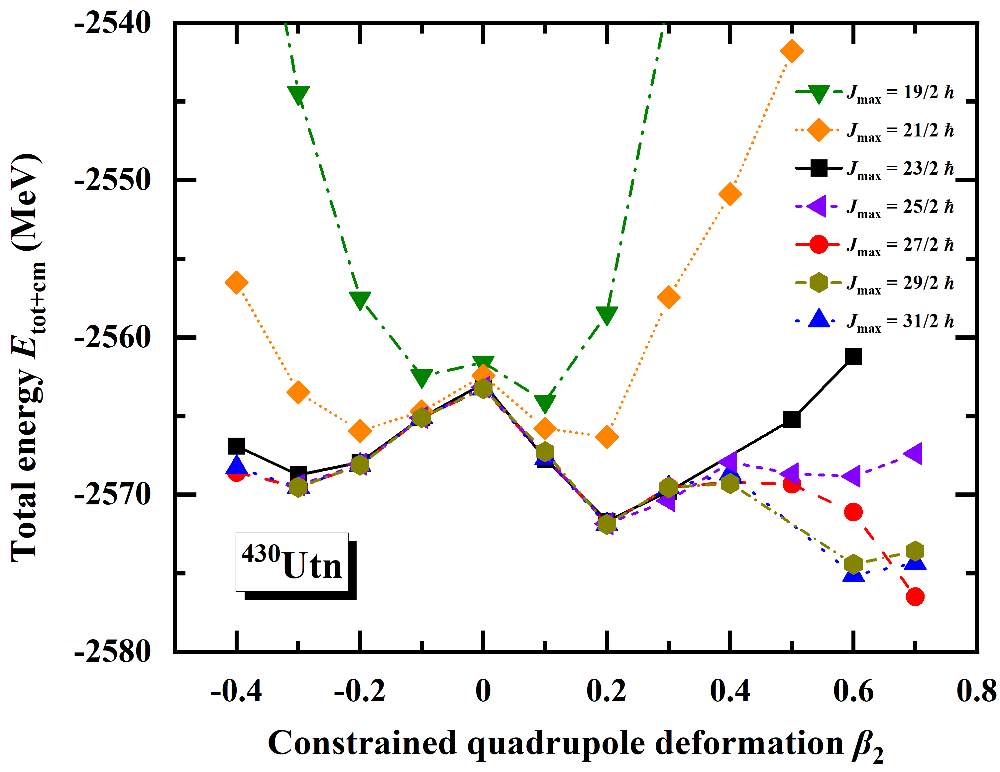 Total energy E_tot+cm (MeV)
-2540
-2550
-2560
-2570
-2580
J_max = 19/2 ħ
J_max = 21/2 ħ
J_max = 23/2 ħ
J_max = 25/2 ħ
J_max = 27/2 ħ
J_max = 29/2 ħ
J_max = 31/2 ħ
⁴³⁰Utn
-0.4 -0.2 0 0.2 0.4 0.6 0.8
Constrained quadrupole deformation β₂